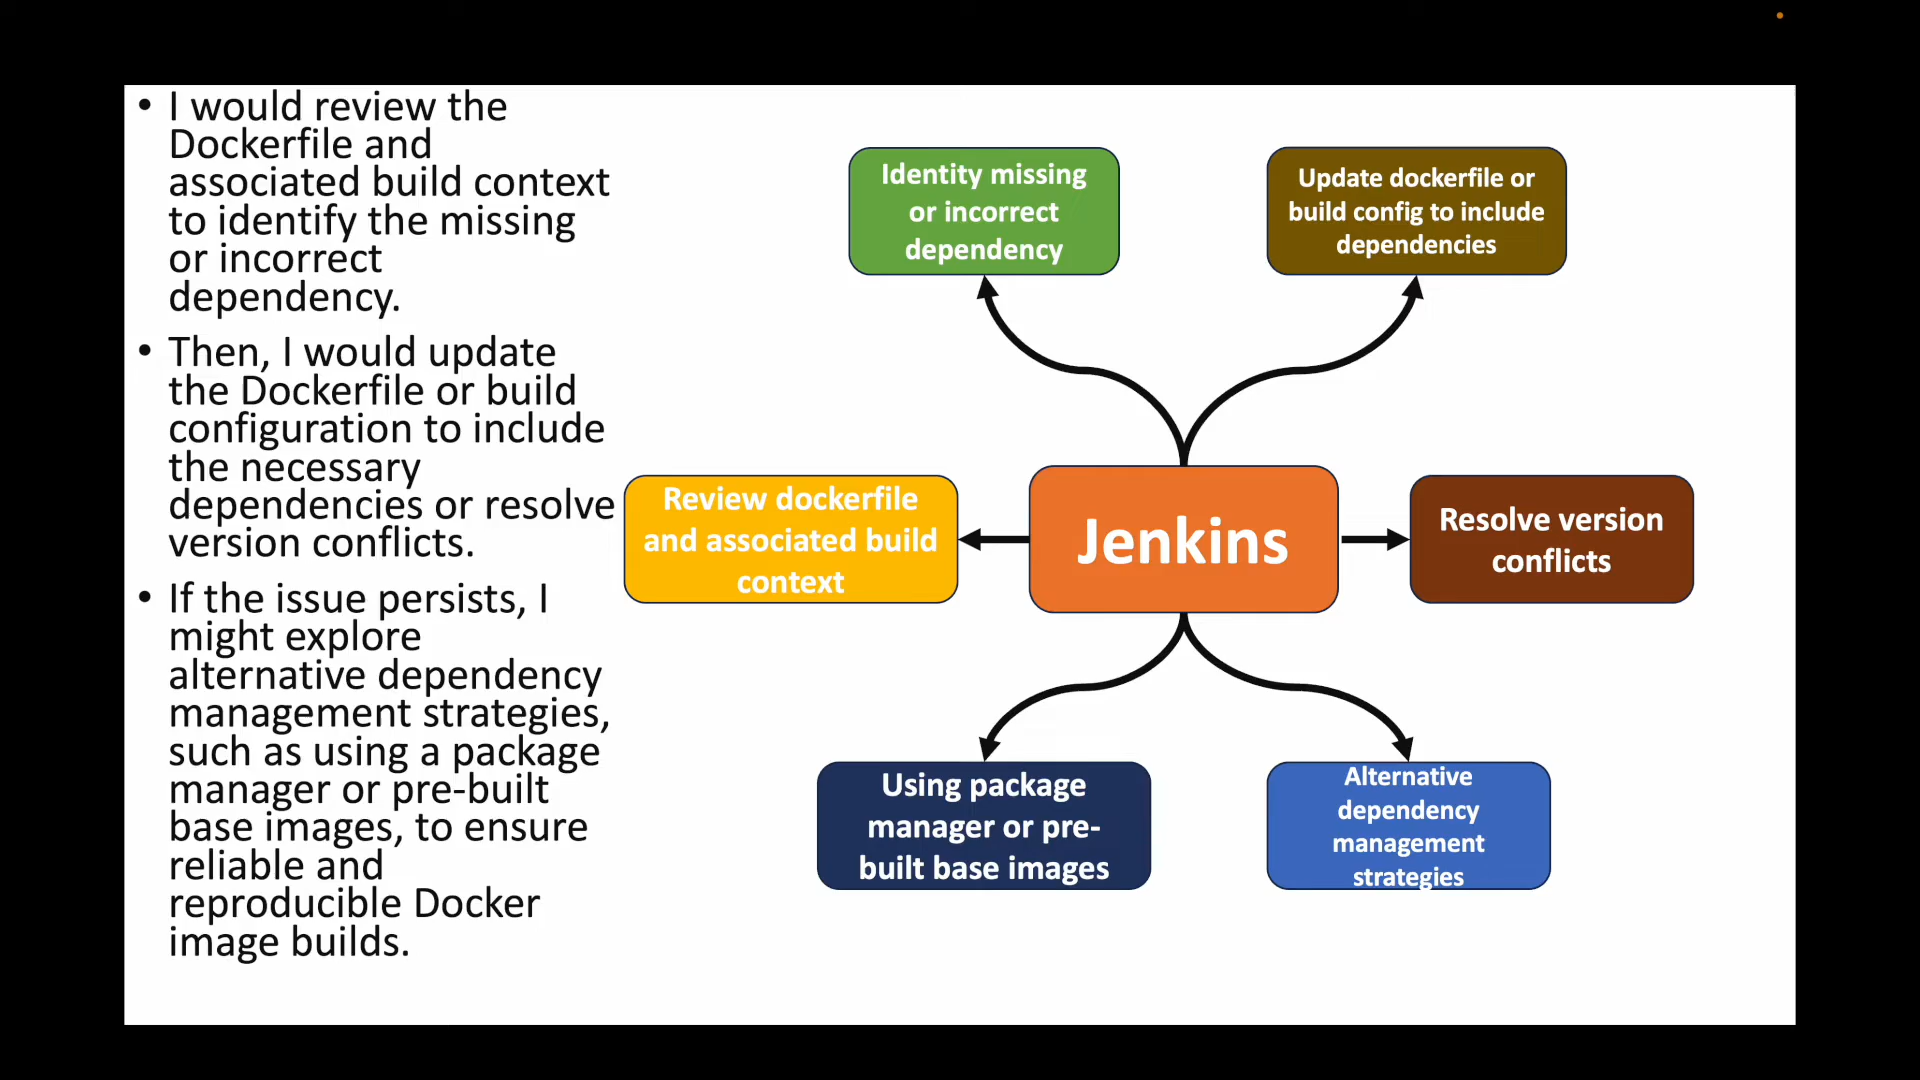 • I would review the
Dockerfile and
associated build context
to identify the missing
or incorrect
dependency.
• Then, I would update
the Dockerfile or build
configuration to include
the necessary
dependencies or resolve
version conflicts.
• If the issue persists, I
might explore
alternative dependency
management strategies,
such as using a package
manager or pre-built
base images, to ensure
reliable and
reproducible Docker
image builds.
Identity missing
or incorrect
dependency
Update dockerfile or
build config to include
dependencies
Review dockerfile
and associated build
context
Jenkins
Resolve version
conflicts
Using package
manager or pre-
built base images
Alternative
dependency
management
strategies